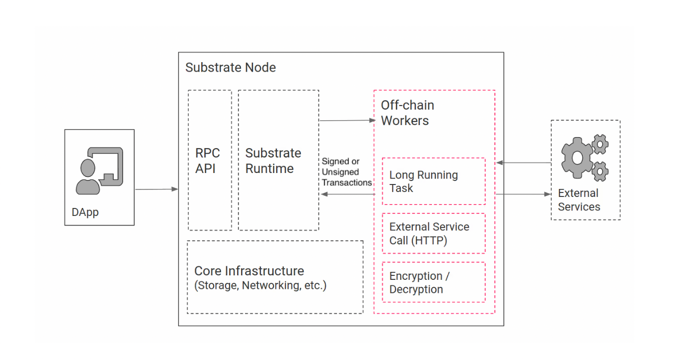 Substrate Node
RPC
API
Substrate
Runtime
Off-chain
Workers
Signed or
Unsigned
Transactions
Long Running
Task
External Service
Call (HTTP)
Encryption /
Decryption
Core Infrastructure
(Storage, Networking, etc.)
DApp
External
Services